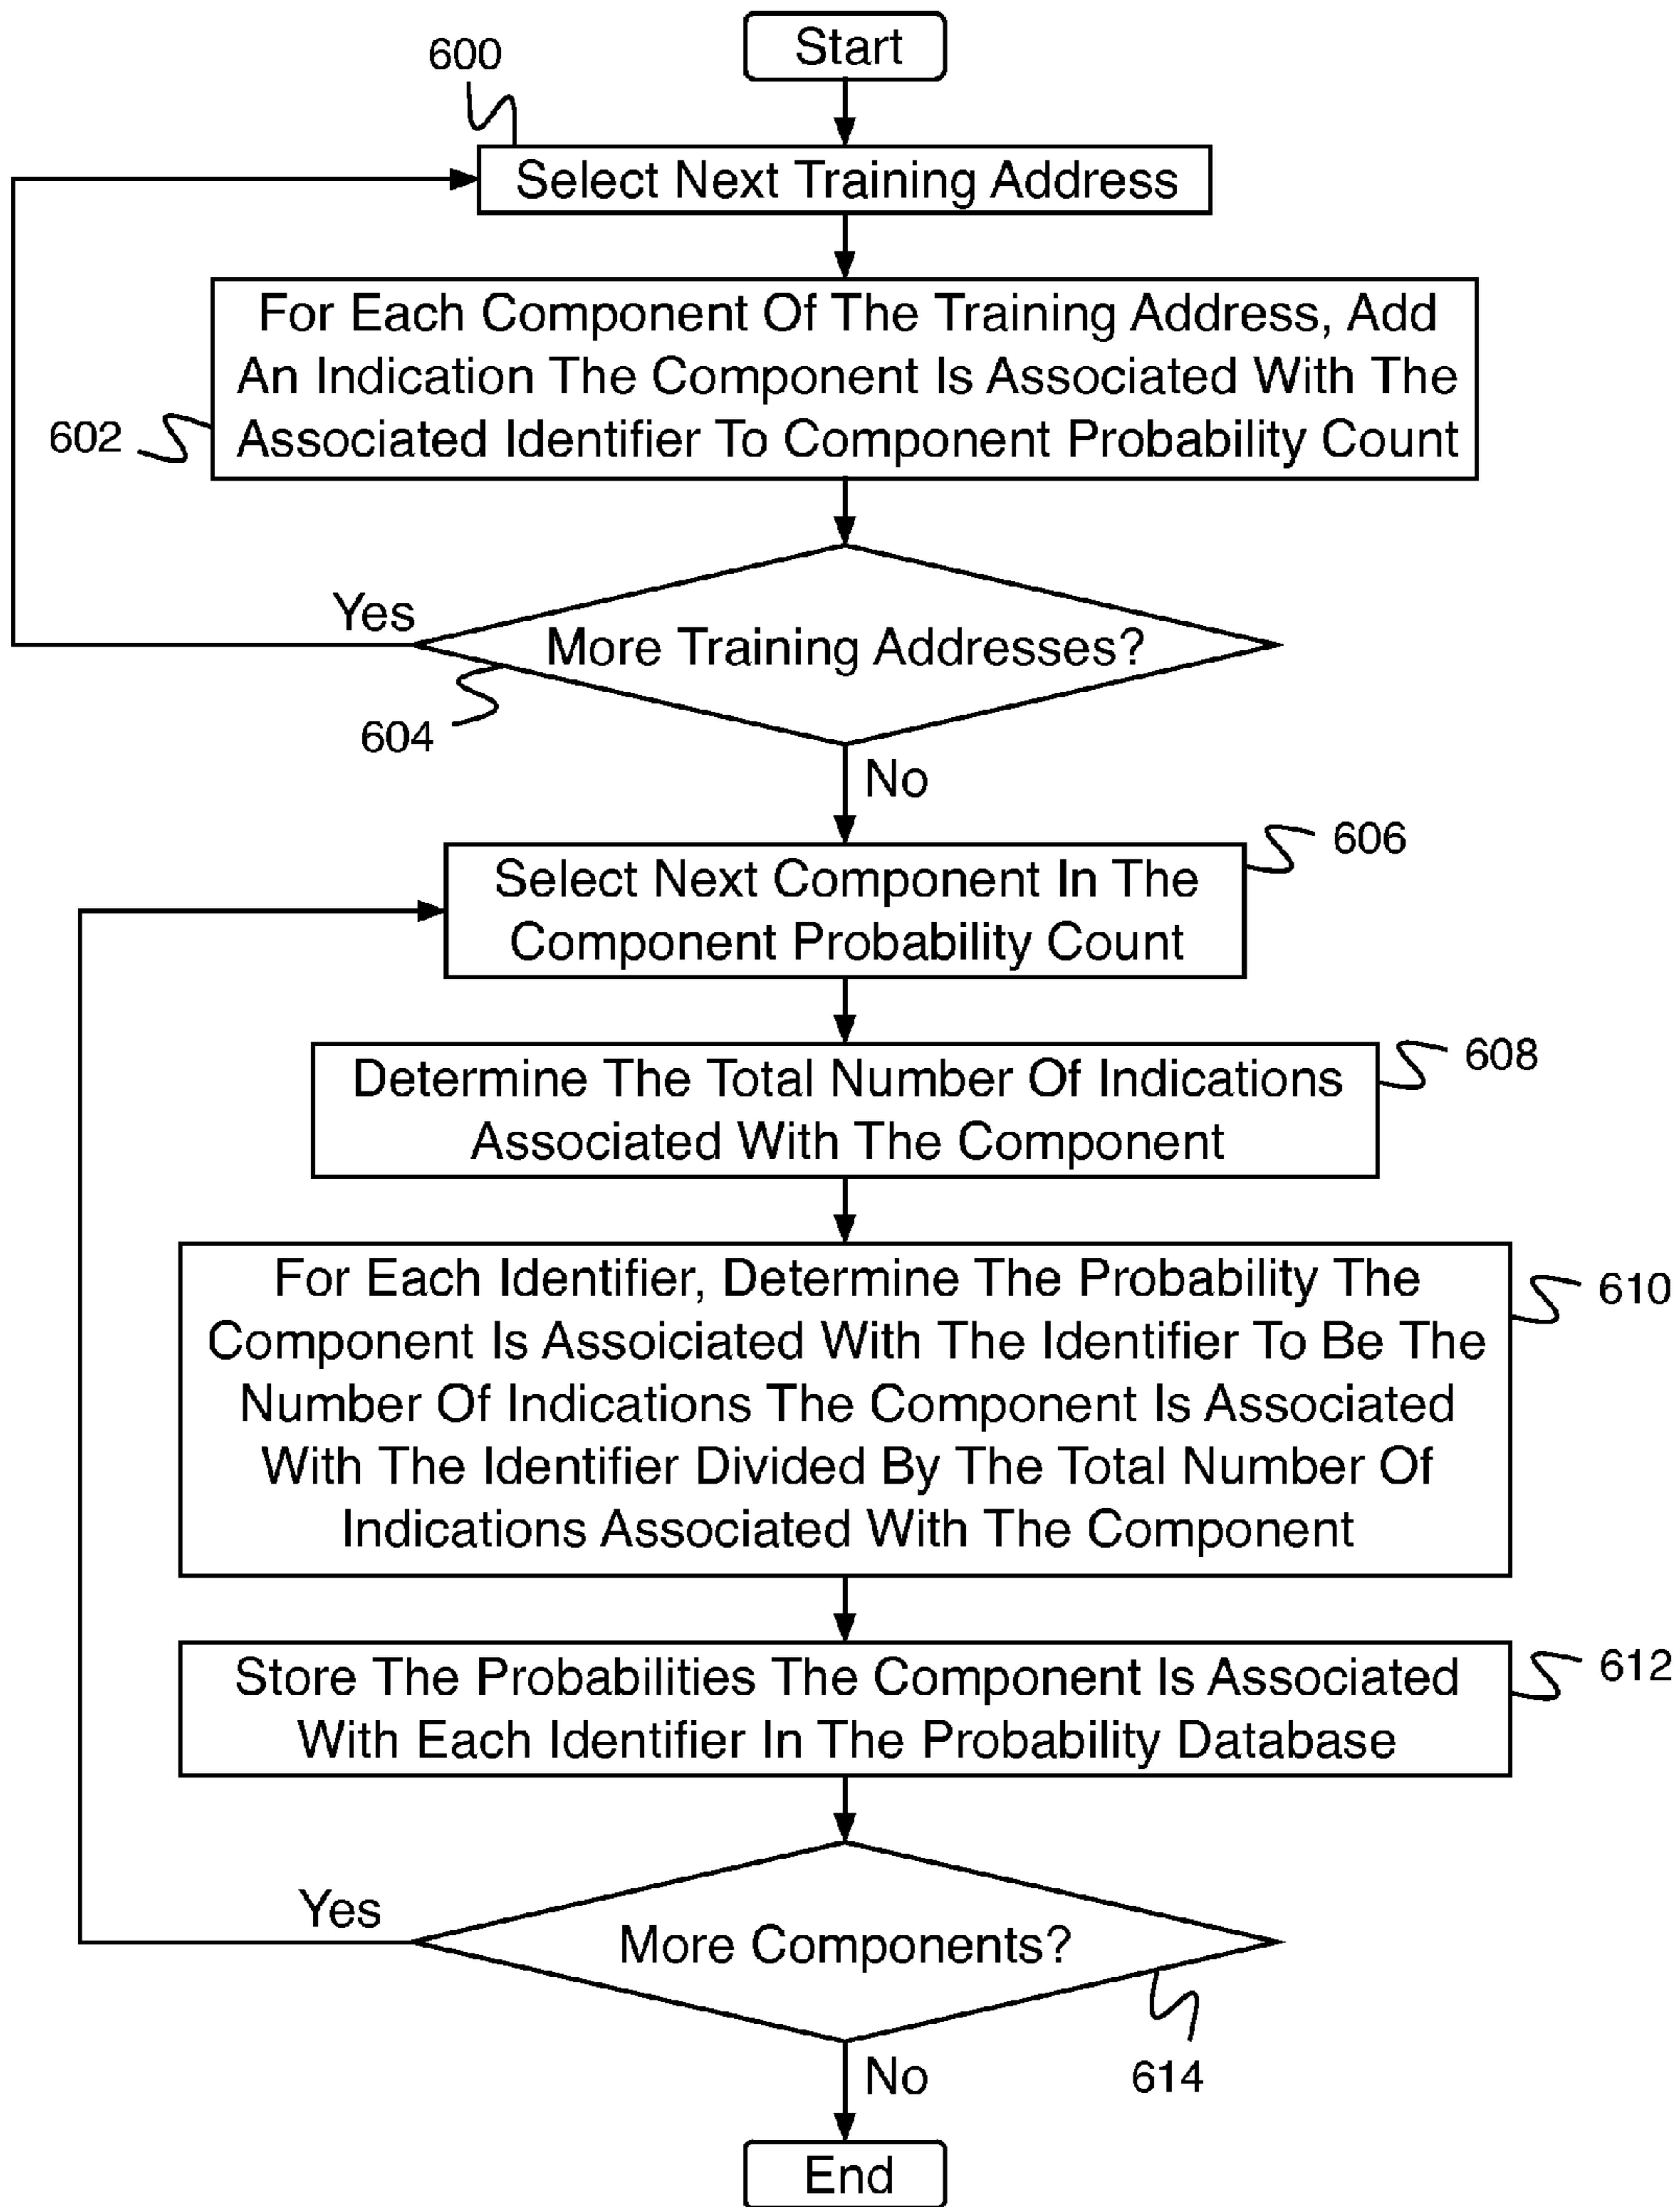 Start
600
Select Next Training Address
For Each Component Of The Training Address, Add
An Indication The Component Is Associated With The
Associated Identifier To Component Probability Count
602
Yes
More Training Addresses?
604
No
606
Select Next Component In The
Component Probability Count
608
Determine The Total Number Of Indications
Associated With The Component
610
For Each Identifier, Determine The Probability The
Component Is Assoiciated With The Identifier To Be The
Number Of Indications The Component Is Associated
With The Identifier Divided By The Total Number Of
Indications Associated With The Component
612
Store The Probabilities The Component Is Associated
With Each Identifier In The Probability Database
Yes
More Components?
614
No
End